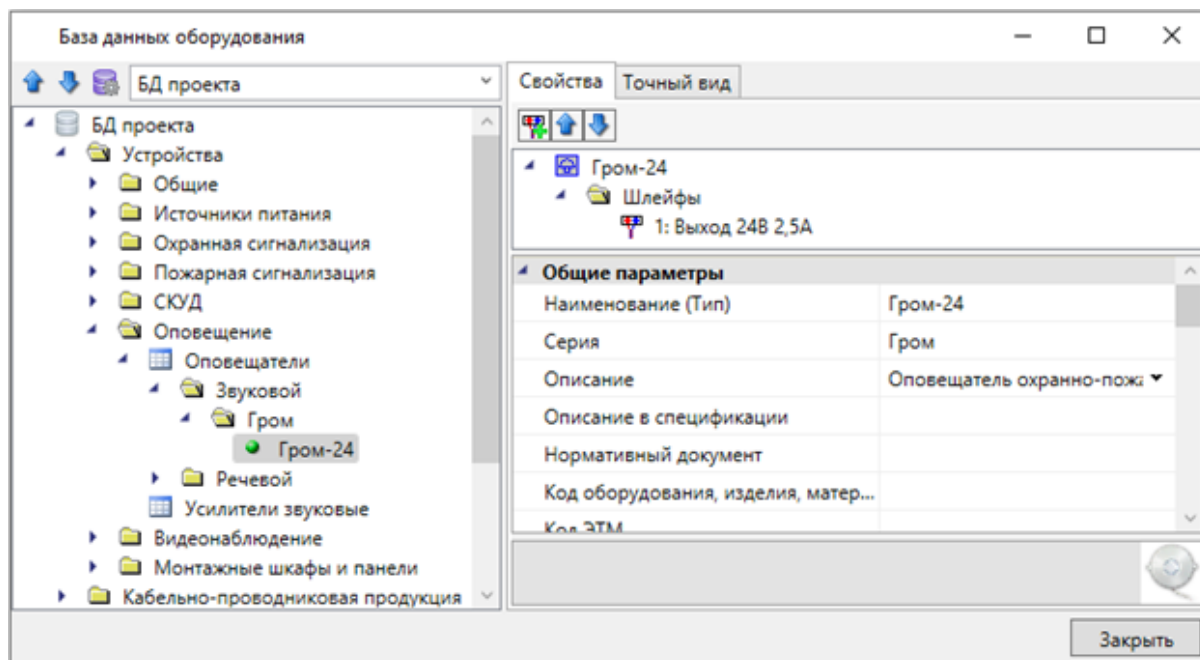 База данных оборудования
БД проекта
БД проекта
Устройства
Общие
Источники питания
Охранная сигнализация
Пожарная сигнализация
СКУД
Оповещение
Оповещатели
Звуковой
Гром
Гром-24
Речевой
Усилители звуковые
Видеонаблюдение
Монтажные шкафы и панели
Кабельно-проводниковая продукция
Свойства Точный вид
Гром-24
Шлейфы
1: Выход 24В 2,5А
Общие параметры
Наименование (Тип) Гром-24
Серия Гром
Описание Оповещатель охранно-пожа
Описание в спецификации
Нормативный документ
Код оборудования, изделия, матер...
Код ЭТМ
Закрыть